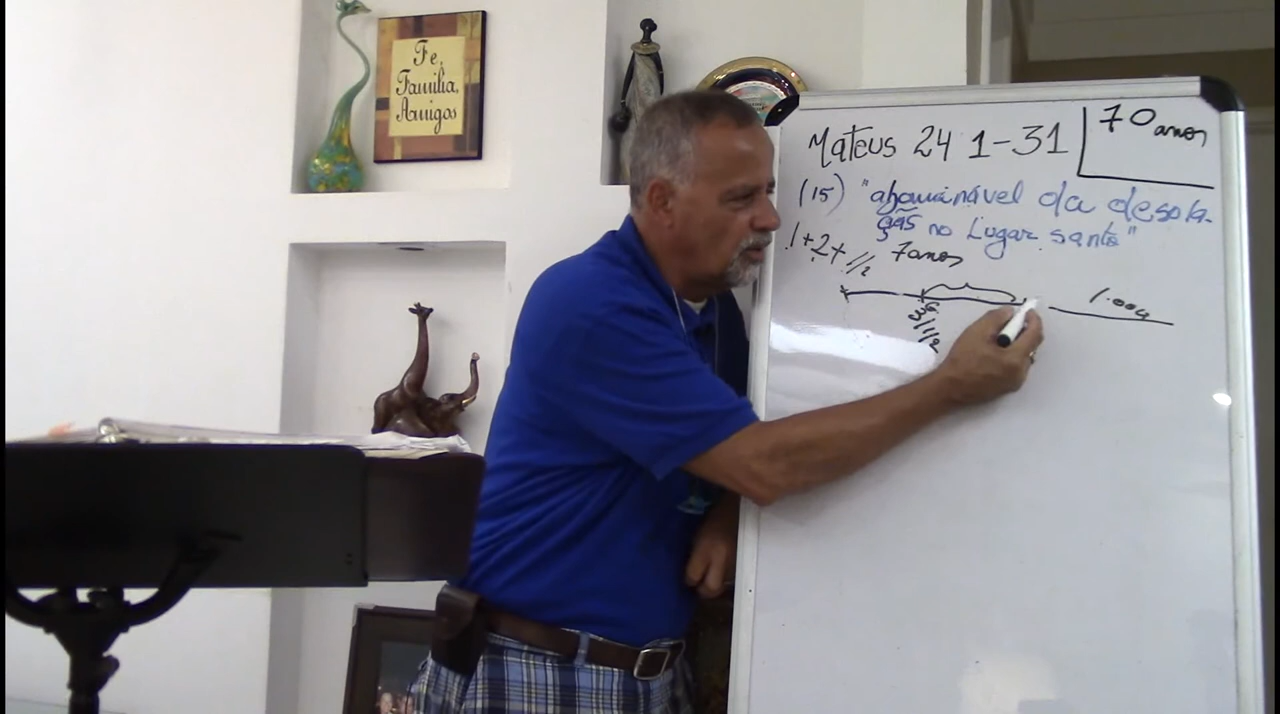 Fe,
Familia,
Amigos
Mateus 24 1-31
70 anos
(15) "abominável da desola-
ção no Lugar santo"
1+2+1/2 7 anos
3 1/2
1.000